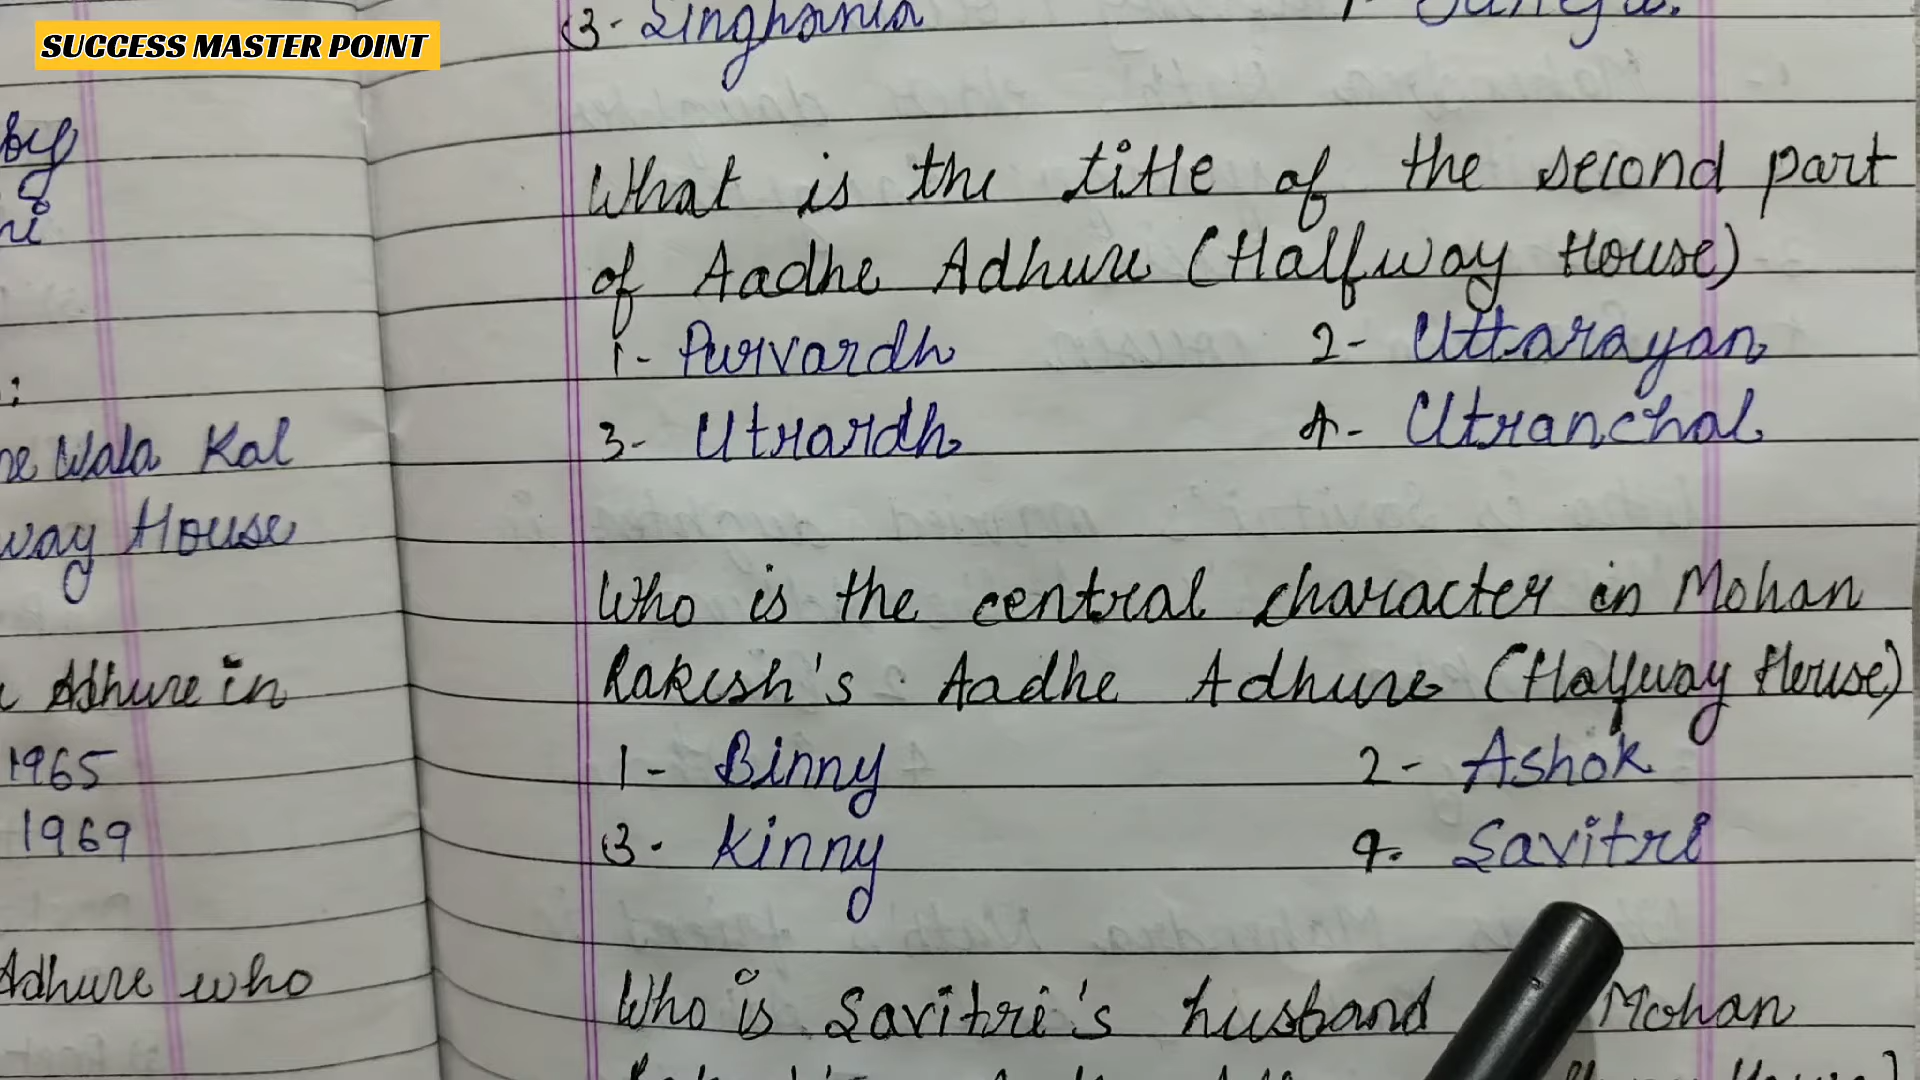 SUCCESS MASTER POINT
by
ni
:
Wala Kal
way House
Adhure in
1965
1969
Adhure who
3- Singhania
What is the title of the second part
of Aadhe Adhure (Halfway House)
1- Purvardh 2- Uttarayan
3- Utrardh 4- Utranchal
Who is the central character in Mohan
Rakesh's Aadhe Adhure (Halfway House)
1- Binny 2- Ashok
3- Kinny 4. Savitri
Who is Savitri's husband Mohan